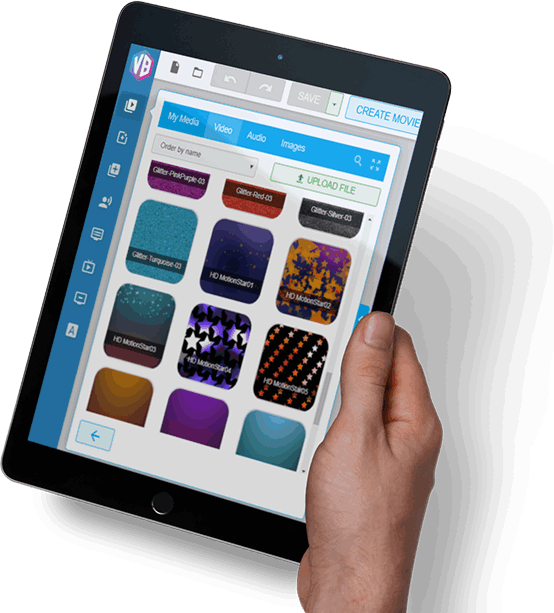 VB
SAVE
CREATE MOVIE
My Media
Video
Audio
Images
Order by name
UPLOAD FILE
Glitter-PinkPurple-03
Glitter-Red-03
Glitter-Silver-03
Glitter-Turquoise-03
HD MotionStar01
HD MotionStar02
HD MotionStar03
HD MotionStar04
HD MotionStar05
A